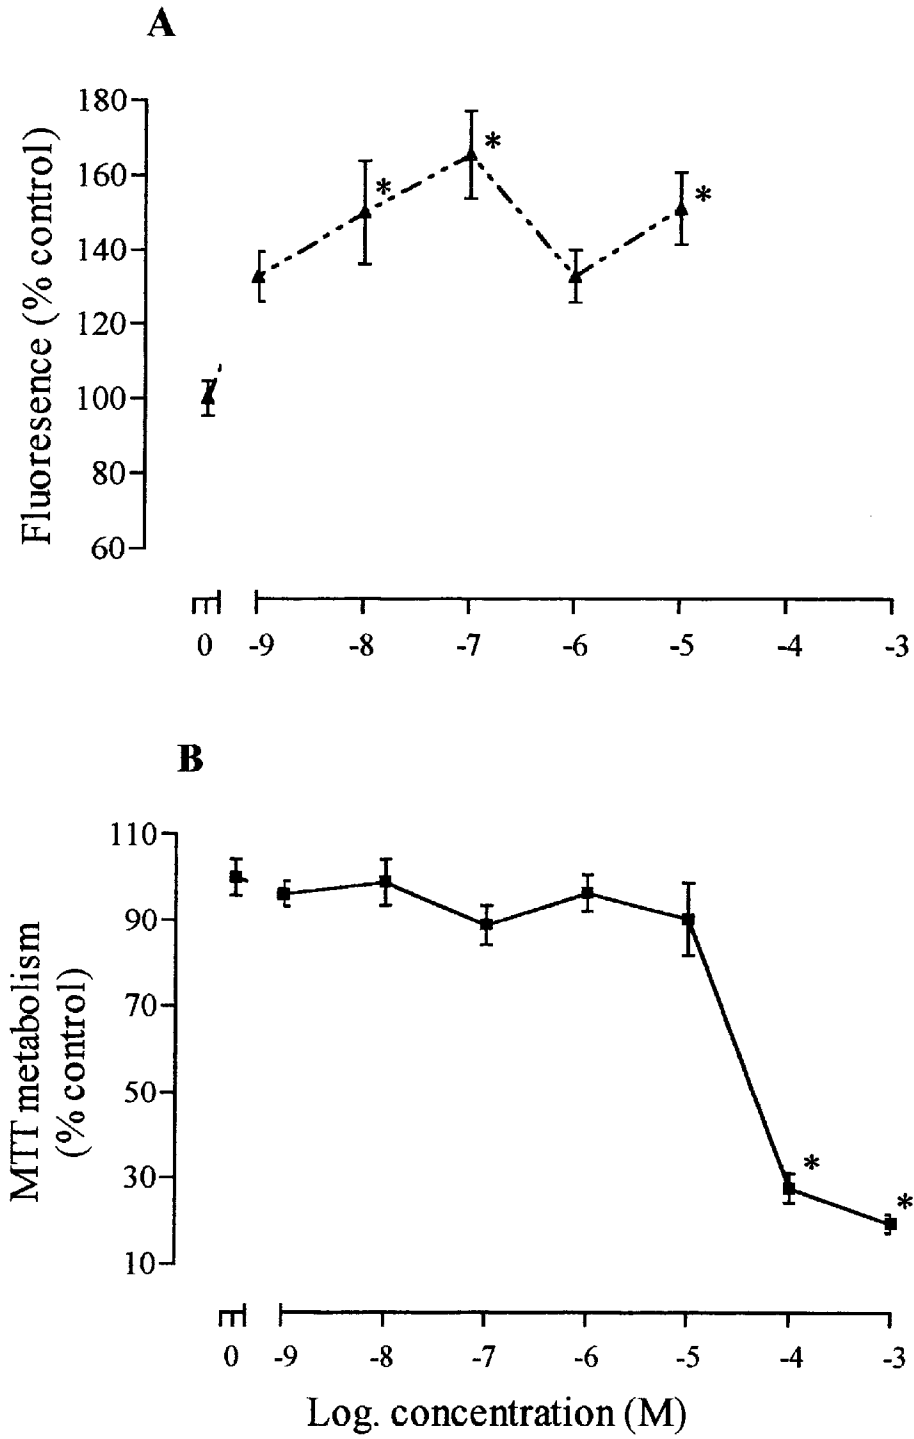 A
180
160
140
120
100
80
60
Fluoresence (% control)
*
*
*
0 -9 -8 -7 -6 -5 -4 -3
B
110
90
70
50
30
10
MTT metabolism
(% control)
*
*
0 -9 -8 -7 -6 -5 -4 -3
Log. concentration (M)